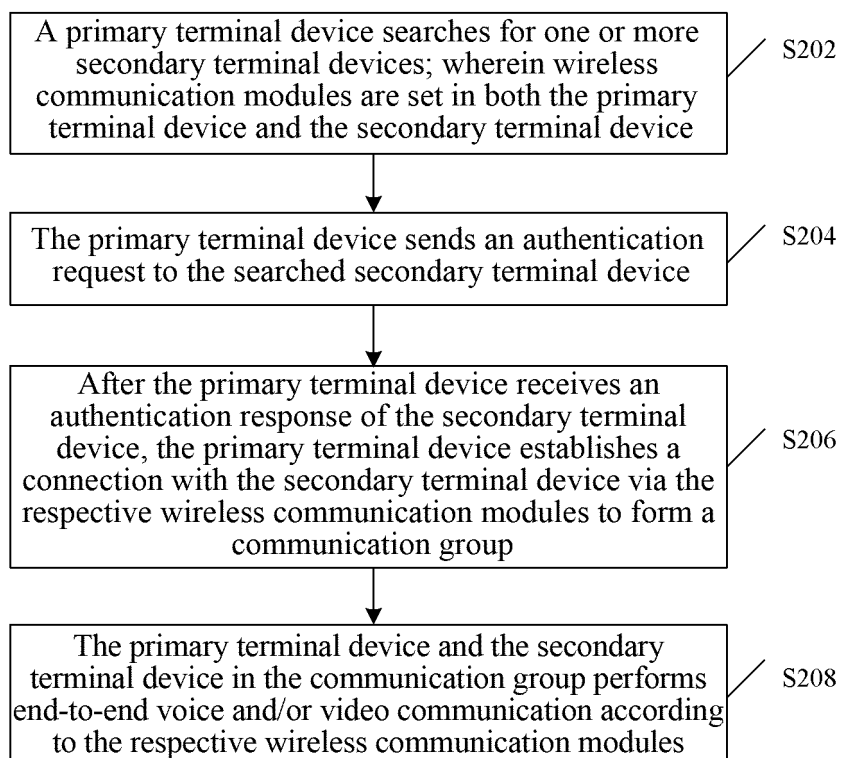 A primary terminal device searches for one or more
secondary terminal devices; wherein wireless
communication modules are set in both the primary
terminal device and the secondary terminal device
S202
The primary terminal device sends an authentication
request to the searched secondary terminal device
S204
After the primary terminal device receives an
authentication response of the secondary terminal
device, the primary terminal device establishes a
connection with the secondary terminal device via the
respective wireless communication modules to form a
communication group
S206
The primary terminal device and the secondary
terminal device in the communication group performs
end-to-end voice and/or video communication according
to the respective wireless communication modules
S208